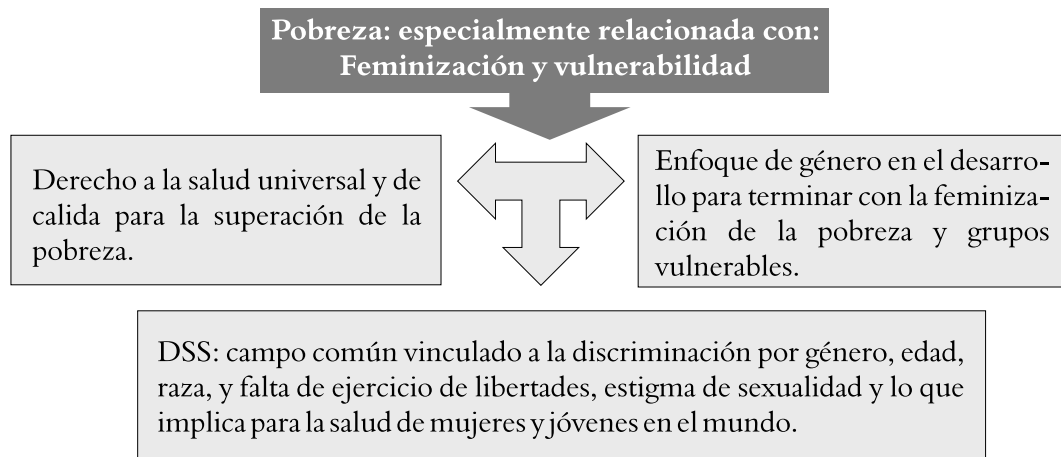 Pobreza: especialmente relacionada con:
Feminización y vulnerabilidad
Derecho a la salud universal y de
calida para la superación de la
pobreza.
Enfoque de género en el desarro-
llo para terminar con la feminiza-
ción de la pobreza y grupos
vulnerables.
DSS: campo común vinculado a la discriminación por género, edad,
raza, y falta de ejercicio de libertades, estigma de sexualidad y lo que
implica para la salud de mujeres y jóvenes en el mundo.